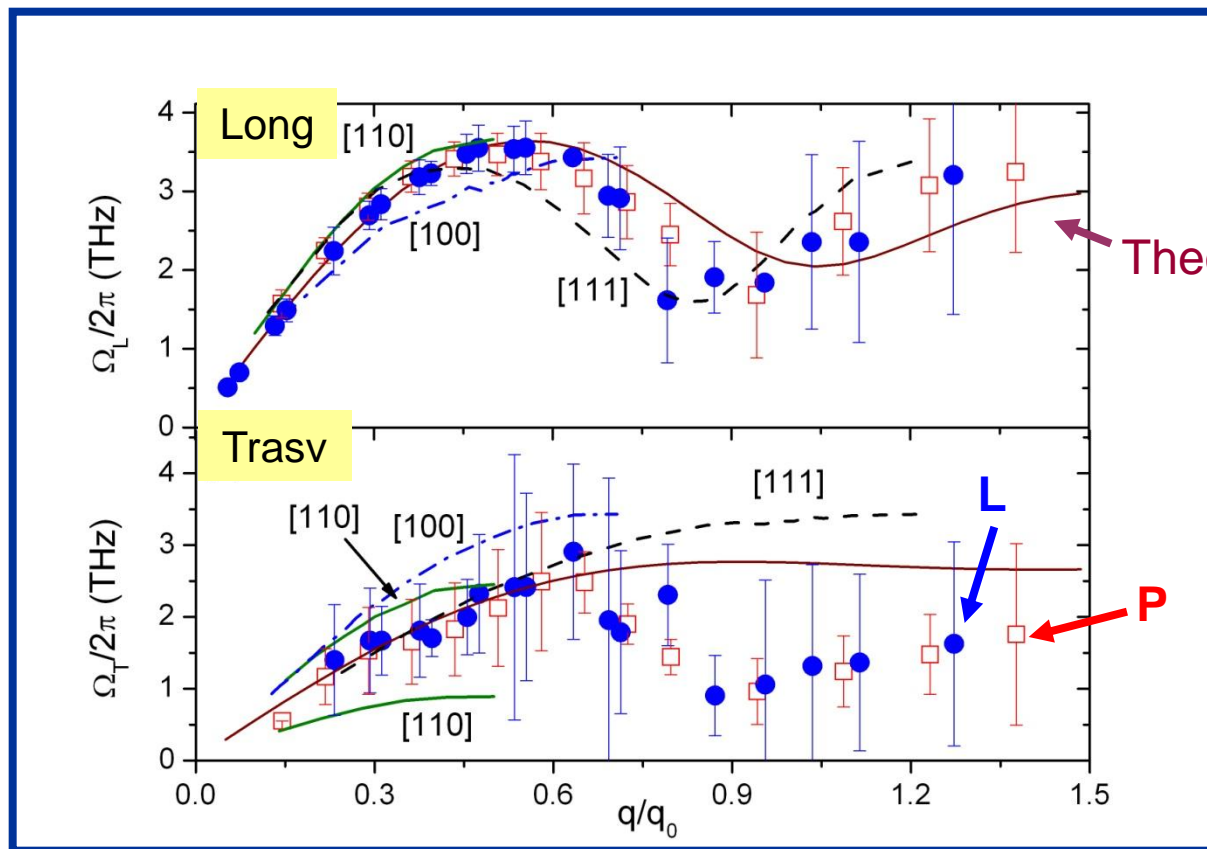 Long
[110]
[100]
[111]
Theo
Ω_L/2π (THz)
4
3
2
1
0
Trasv
[110]
[100]
[111]
[110]
L
P
Ω_T/2π (THz)
4
3
2
1
0
0.0 0.3 0.6 0.9 1.2 1.5
q/q₀